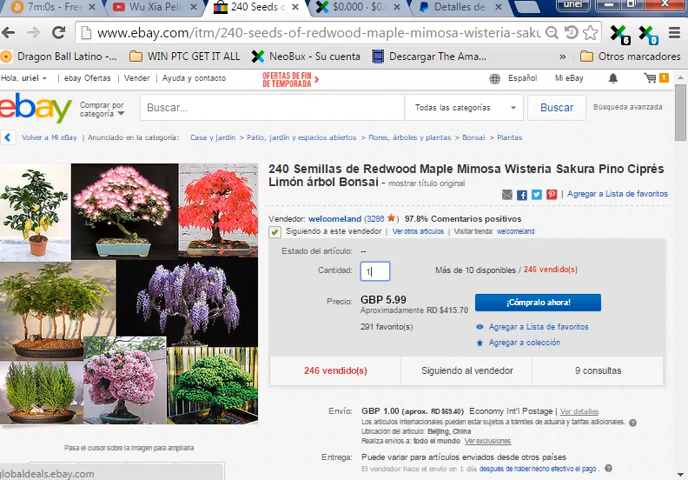 7m:0s - Fre
Wu Xia Pelí
240 Seeds c
$0.000 - $0.
Detalles de
uriel
www.ebay.com/itm/240-seeds-of-redwood-maple-mimosa-wisteria-saku
Dragon Ball Latino -...
WIN PTC GET IT ALL
NeoBux - Su cuenta
Descargar The Ama...
»
Otros marcadores
Hola, uriel
ebay Ofertas
Vender
Ayuda y contacto
OFERTAS DE FIN DE TEMPORADA
Español
Mi eBay
1
ebay
Comprar por categoría
Buscar...
Todas las categorías
Buscar
Búsqueda avanzada
Volver a Mi eBay | Anunciado en la categoría: Casa y jardín > Patio, jardín y espacios abiertos > Flores, árboles y plantas > Bonsai > Plantas
240 Semillas de Redwood Maple Mimosa Wisteria Sakura Pino Ciprés
Limón árbol Bonsai - mostrar título original
| Agregar a Lista de favoritos
Vendedor: welcomeland (3286 ) 97.8% Comentarios positivos
Siguiendo a este vendedor | Ver otros artículos | Visitar tienda: welcomeland
Estado del artículo: --
Cantidad: 1 Más de 10 disponibles / 246 vendido(s)
Precio: GBP 5.99 ¡Cómpralo ahora!
Aproximadamente RD $415.70
291 favorito(s) Agregar a Lista de favoritos
Agregar a colección
246 vendido(s) Siguiendo al vendedor 9 consultas
Envío: GBP 1.00 (aprox. RD $69.40) Economy Int'l Postage | Ver detalles
Los artículos internacionales pueden estar sujetos a trámites de aduana y tarifas adicionales.
Ubicación del artículo: Beijing, China
Realiza envíos a: todo el mundo Ver exclusiones
Entrega: Puede variar para artículos enviados desde otros países
El vendedor hace el envío en 1 día después de haber hecho efectivo el pago.
Pasa el cursor sobre la imagen para ampliarla
globaldeals.ebay.com